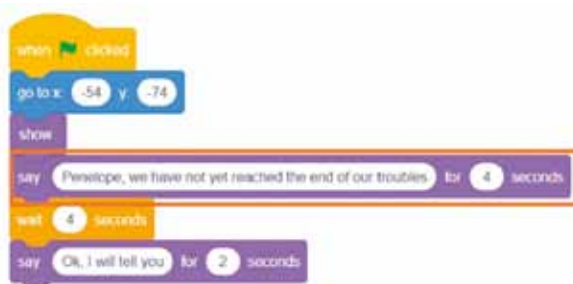 when clicked
go to x: -54 y: -74
show
say Penelope, we have not yet reached the end of our troubles for 4 seconds
wait 4 seconds
say Ok, I will tell you for 2 seconds